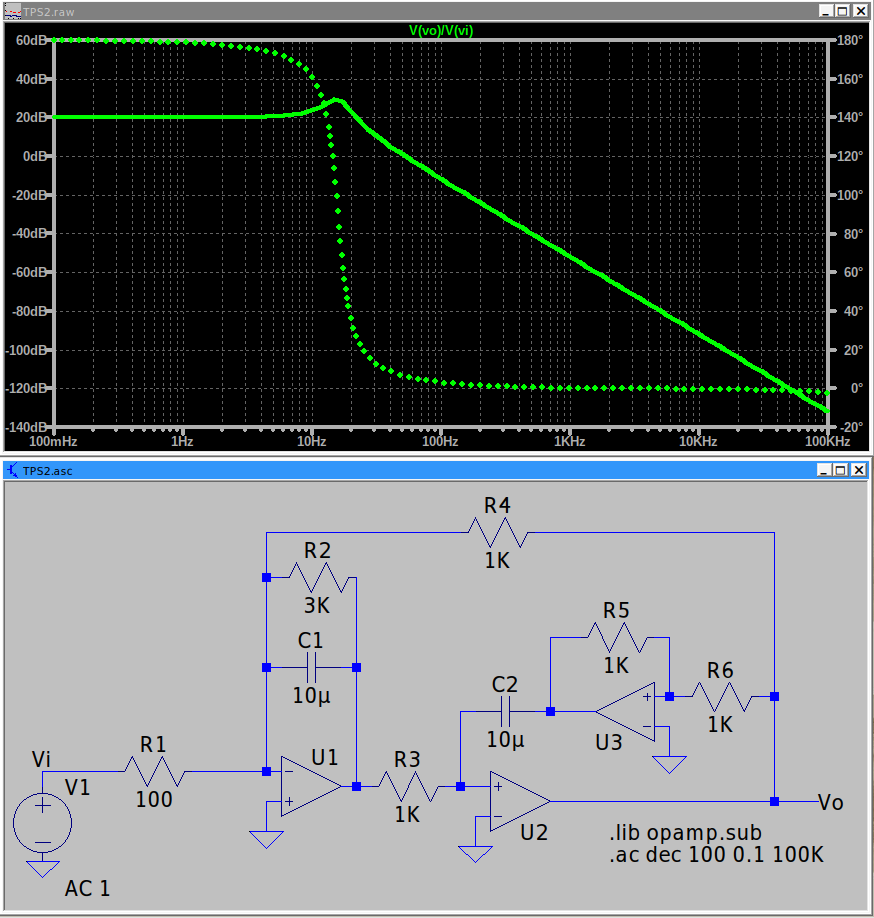 TPS2.raw
V(vo)/V(vi)
60dB
40dB
20dB
0dB
-20dB
-40dB
-60dB
-80dB
-100dB
-120dB
-140dB
180°
160°
140°
120°
100°
80°
60°
40°
20°
0°
-20°
100mHz 1Hz 10Hz 100Hz 1KHz 10KHz 100KHz
TPS2.asc
R4
1K
R2
3K
C1
10µ
R5
1K
R6
1K
C2
10µ
U3
Vi
V1
R1
100
U1
R3
1K
U2
Vo
.lib opamp.sub
.ac dec 100 0.1 100K
AC 1